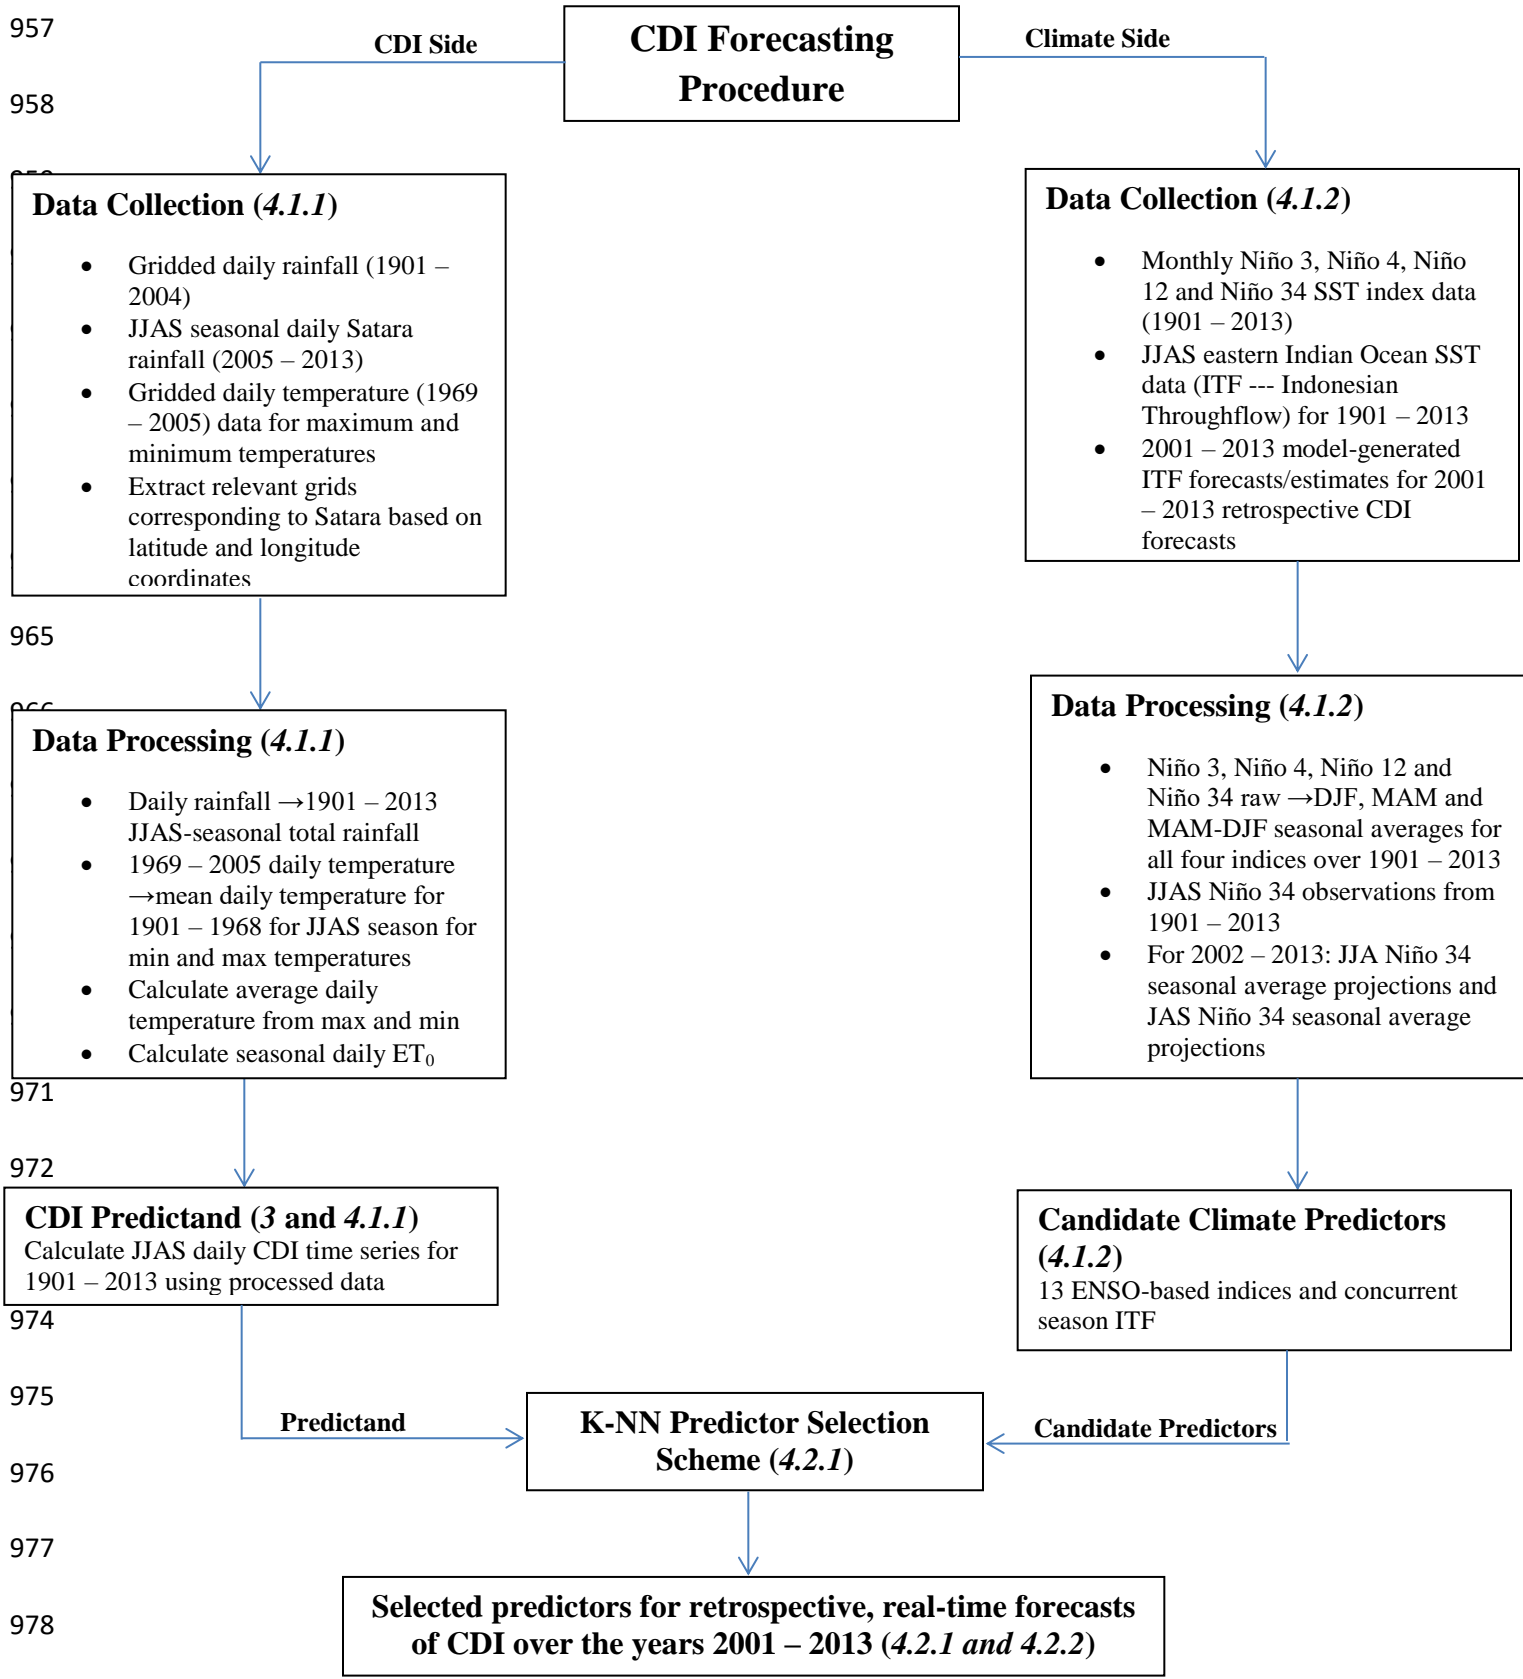 957
CDI Side
CDI Forecasting
Procedure
Climate Side
958
Data Collection (4.1.1)
• Gridded daily rainfall (1901 –
2004)
• JJAS seasonal daily Satara
rainfall (2005 – 2013)
• Gridded daily temperature (1969
– 2005) data for maximum and
minimum temperatures
• Extract relevant grids
corresponding to Satara based on
latitude and longitude
coordinates
Data Collection (4.1.2)
• Monthly Niño 3, Niño 4, Niño
12 and Niño 34 SST index data
(1901 – 2013)
• JJAS eastern Indian Ocean SST
data (ITF --- Indonesian
Throughflow) for 1901 – 2013
• 2001 – 2013 model-generated
ITF forecasts/estimates for 2001
– 2013 retrospective CDI
forecasts
965
Data Processing (4.1.1)
• Daily rainfall →1901 – 2013
JJAS-seasonal total rainfall
• 1969 – 2005 daily temperature
→mean daily temperature for
1901 – 1968 for JJAS season for
min and max temperatures
• Calculate average daily
temperature from max and min
• Calculate seasonal daily ET₀
Data Processing (4.1.2)
• Niño 3, Niño 4, Niño 12 and
Niño 34 raw →DJF, MAM and
MAM-DJF seasonal averages for
all four indices over 1901 – 2013
• JJAS Niño 34 observations from
1901 – 2013
• For 2002 – 2013: JJA Niño 34
seasonal average projections and
JAS Niño 34 seasonal average
projections
971
972
CDI Predictand (3 and 4.1.1)
Calculate JJAS daily CDI time series for
1901 – 2013 using processed data
Candidate Climate Predictors
(4.1.2)
13 ENSO-based indices and concurrent
season ITF
974
975
Predictand
K-NN Predictor Selection
Scheme (4.2.1)
Candidate Predictors
976
977
Selected predictors for retrospective, real-time forecasts
of CDI over the years 2001 – 2013 (4.2.1 and 4.2.2)
978